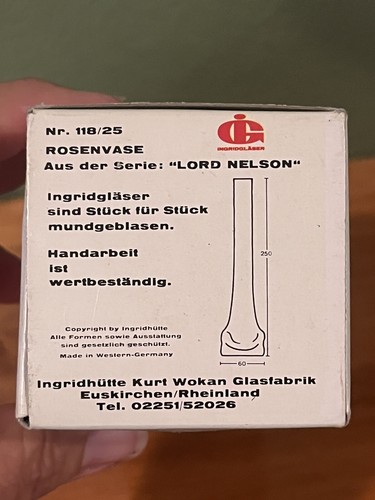 Nr. 118/25
INGRIDGLÄSER
ROSENVASE
Aus der Serie: “LORD NELSON“
Ingridgläser
sind Stück für Stück
mundgeblasen.
Handarbeit
ist
wertbeständig.
250
60
Copyright by Ingridhütte
Alle Formen sowie Ausstattung
sind gesetzlich geschützt.
Made in Western-Germany
Ingridhütte Kurt Wokan Glasfabrik
Euskirchen/Rheinland
Tel. 02251/52026